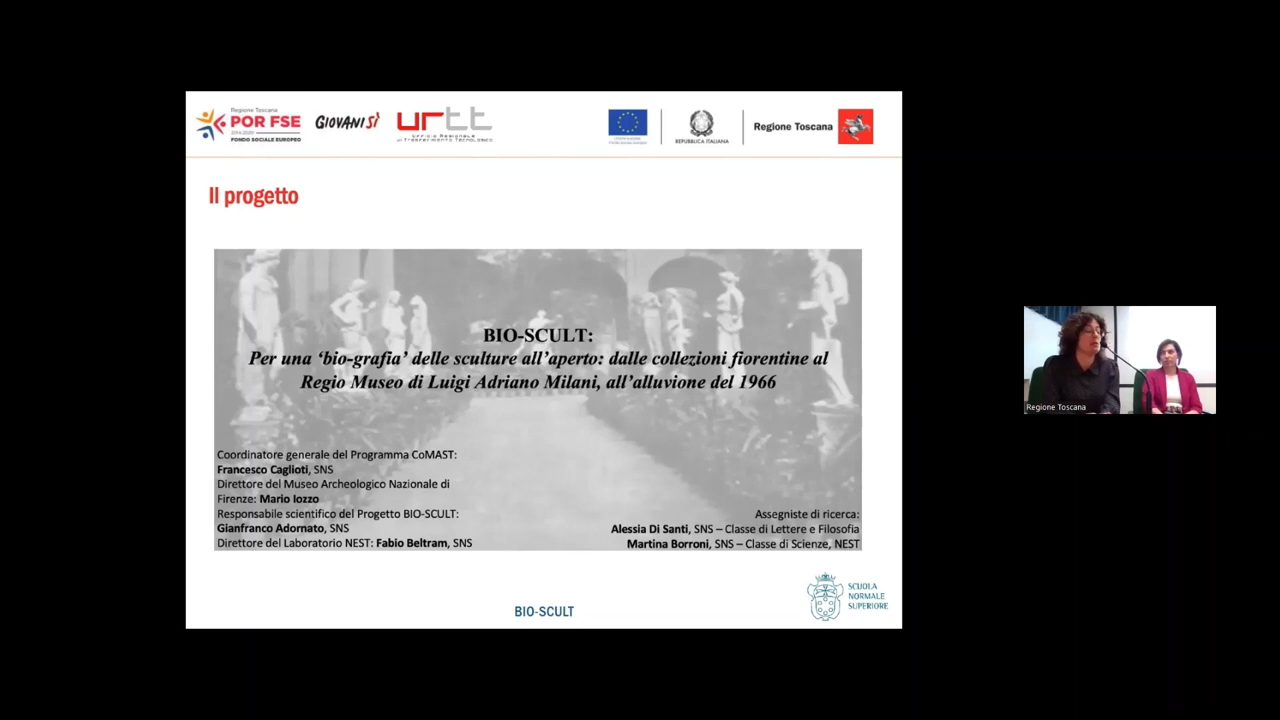 Regione Toscana
POR FSE
2014-2020
FONDO SOCIALE EUROPEO
GIOVANISÌ
urtt
Ufficio Regionale
di Trasferimento Tecnologico
REPUBBLICA ITALIANA
Regione Toscana
Il progetto
BIO-SCULT:
Per una ‘bio-grafia’ delle sculture all’aperto: dalle collezioni fiorentine al
Regio Museo di Luigi Adriano Milani, all’alluvione del 1966
Coordinatore generale del Programma CoMAST:
Francesco Caglioti, SNS
Direttore del Museo Archeologico Nazionale di
Firenze: Mario Iozzo
Responsabile scientifico del Progetto BIO-SCULT:
Gianfranco Adornato, SNS
Direttore del Laboratorio NEST: Fabio Beltram, SNS
Assegniste di ricerca:
Alessia Di Santi, SNS – Classe di Lettere e Filosofia
Martina Borroni, SNS – Classe di Scienze, NEST
BIO-SCULT
SCUOLA
NORMALE
SUPERIORE
Regione Toscana